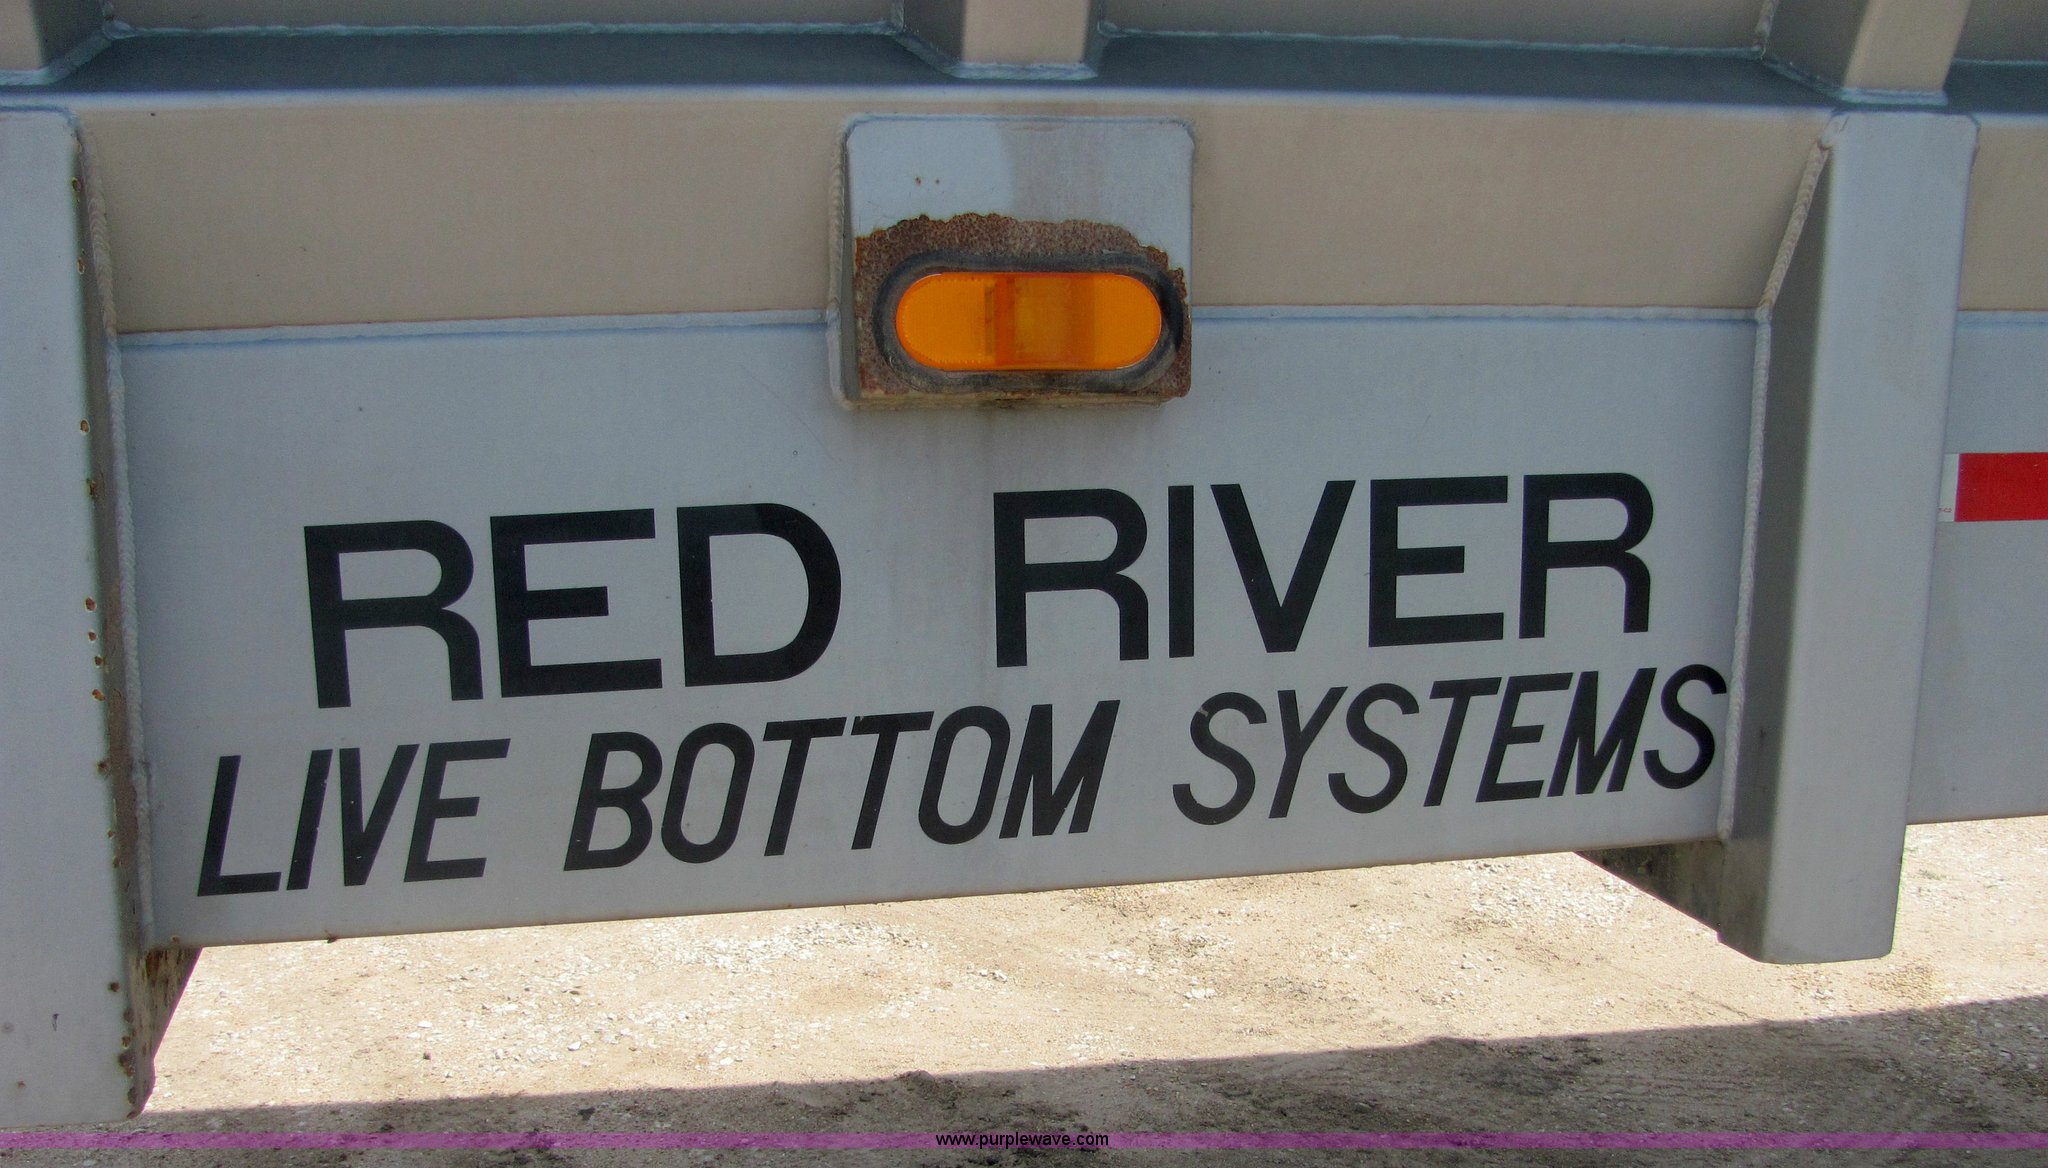 RED RIVER
LIVE BOTTOM SYSTEMS
www.purplewave.com